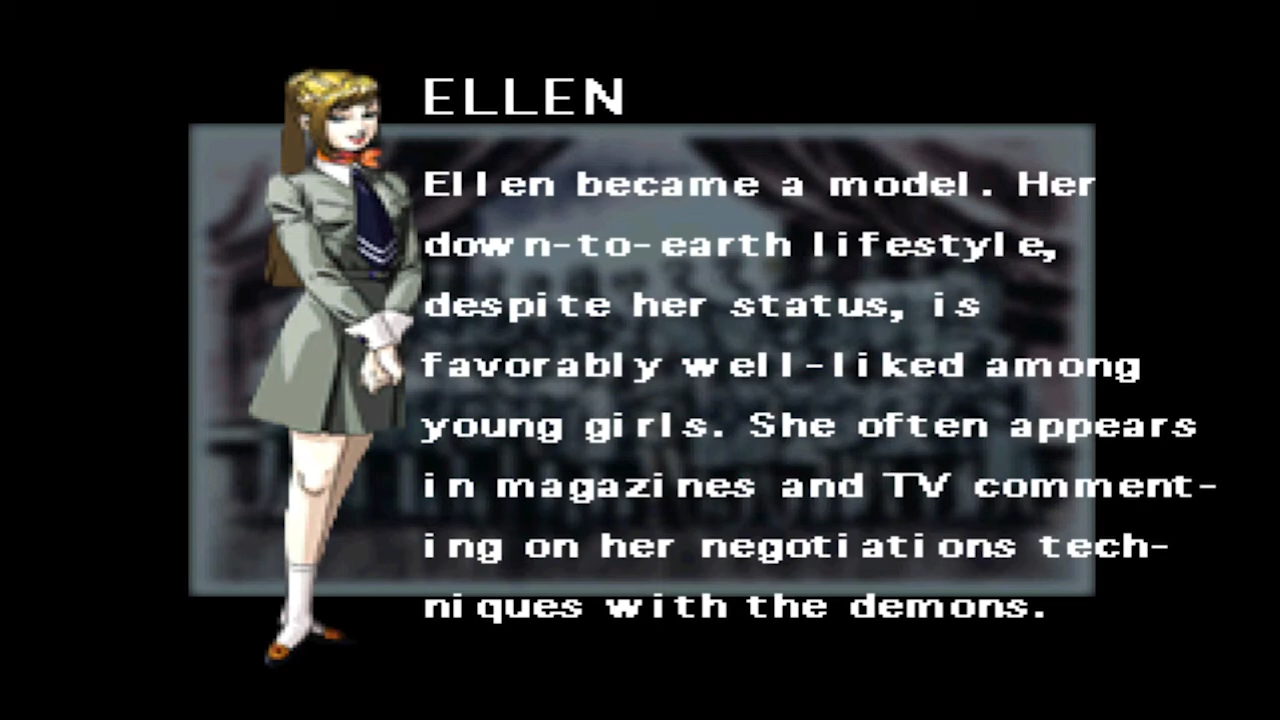 ELLEN
Ellen became a model. Her
down-to-earth lifestyle,
despite her status, is
favorably well-liked among
young girls. She often appears
in magazines and TV comment-
ing on her negotiations tech-
niques with the demons.